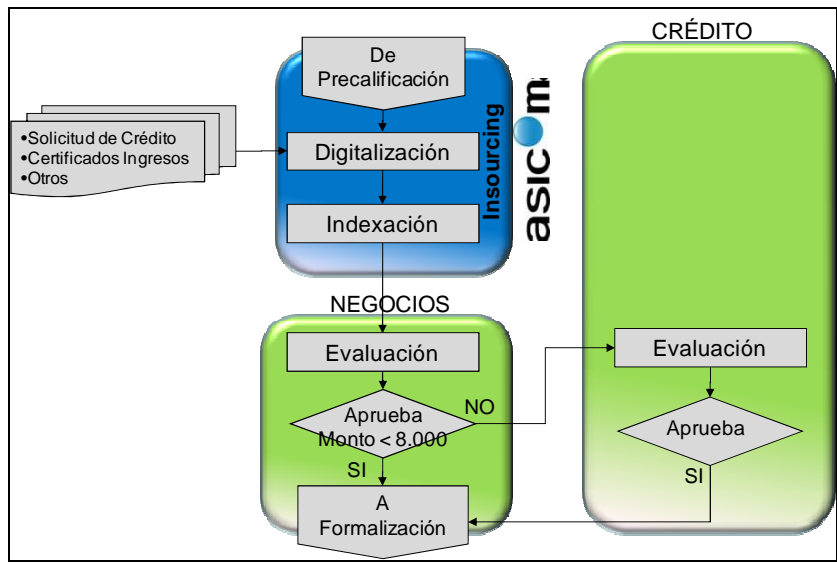 CRÉDITO
De
Precalificación
•Solicitud de Crédito
•Certificados Ingresos
•Otros
Digitalización
Indexación
Insourcing
asicom
NEGOCIOS
Evaluación
Aprueba
Monto < 8.000
NO
SI
A
Formalización
Evaluación
Aprueba
SI